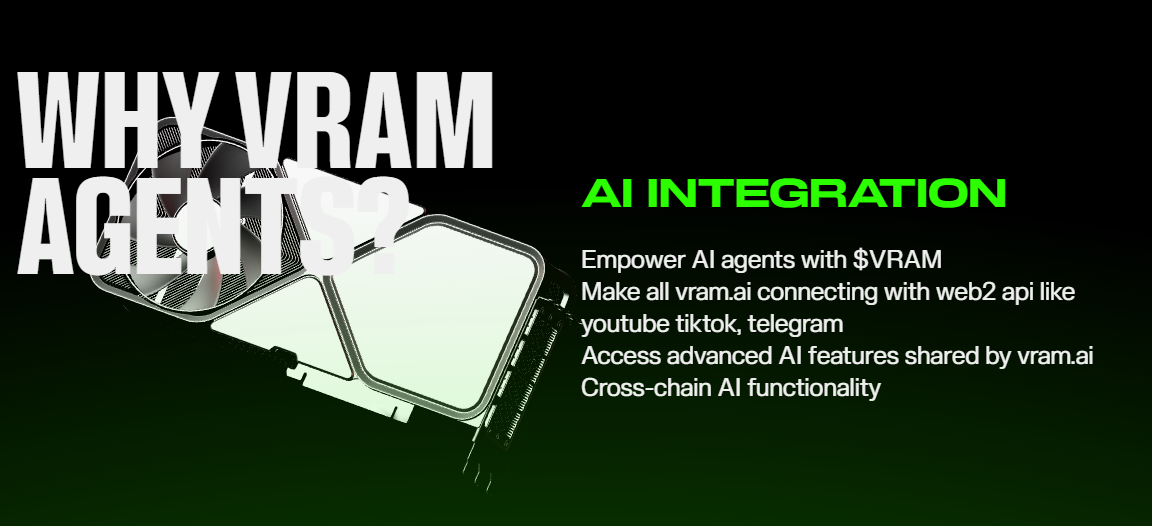 WHY VRAM
AGENTS?
AI INTEGRATION
Empower AI agents with $VRAM
Make all vram.ai connecting with web2 api like
youtube tiktok, telegram
Access advanced AI features shared by vram.ai
Cross-chain AI functionality